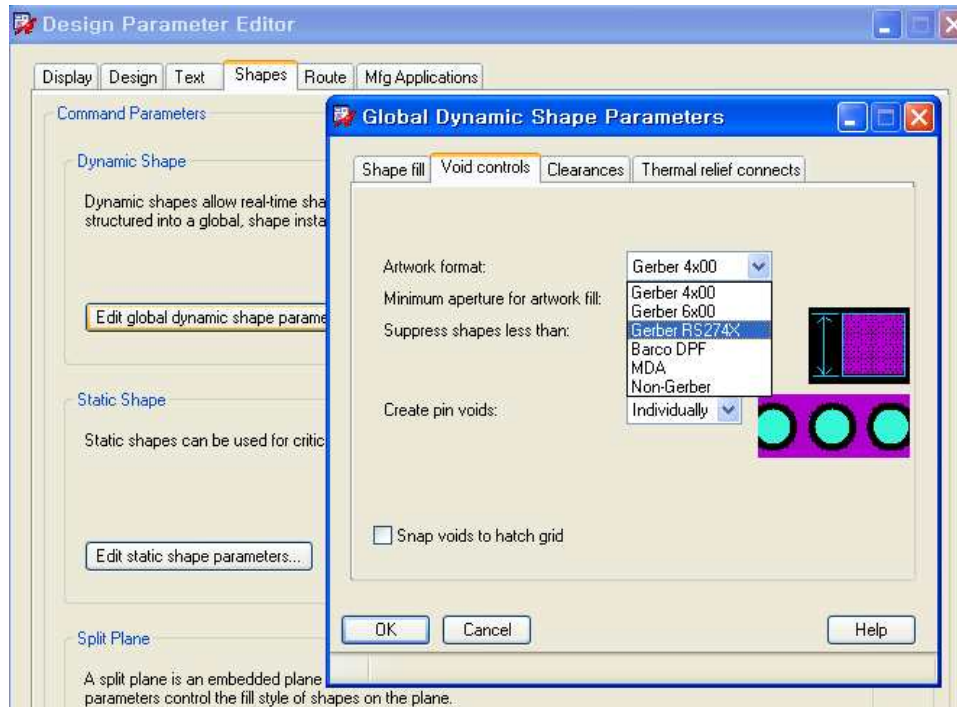 Design Parameter Editor
Display Design Text Shapes Route Mfg Applications
Command Parameters
Dynamic Shape
Dynamic shapes allow real-time sha
structured into a global, shape insta
Edit global dynamic shape parame
Static Shape
Static shapes can be used for critic
Edit static shape parameters...
Split Plane
A split plane is an embedded plane
parameters control the fill style of shapes on the plane.
Global Dynamic Shape Parameters
Shape fill Void controls Clearances Thermal relief connects
Artwork format: Gerber 4x00
Minimum aperture for artwork fill:
Suppress shapes less than:
Gerber 4x00
Gerber 6x00
Gerber RS274X
Barco DPF
MDA
Non-Gerber
Create pin voids: Individually
Snap voids to hatch grid
OK Cancel Help